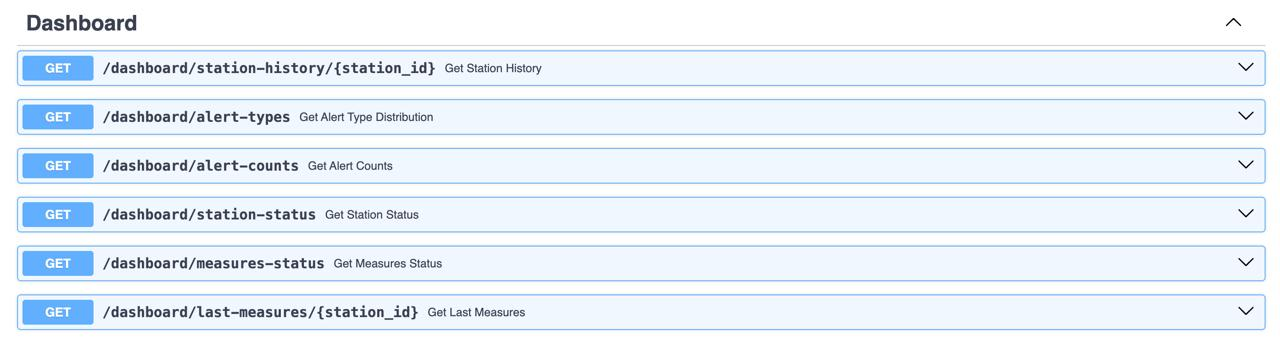 Dashboard
GET /dashboard/station-history/{station_id} Get Station History
GET /dashboard/alert-types Get Alert Type Distribution
GET /dashboard/alert-counts Get Alert Counts
GET /dashboard/station-status Get Station Status
GET /dashboard/measures-status Get Measures Status
GET /dashboard/last-measures/{station_id} Get Last Measures